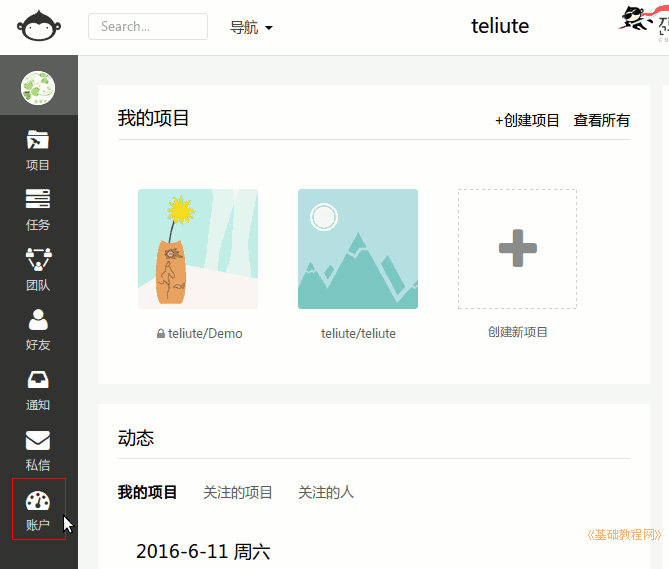 Search...
导航
teliute
项目
任务
团队
好友
通知
私信
账户
我的项目
+创建项目 查看所有
teliute/Demo
teliute/teliute
创建新项目
动态
我的项目 关注的项目 关注的人
2016-6-11 周六
《基础教程网》